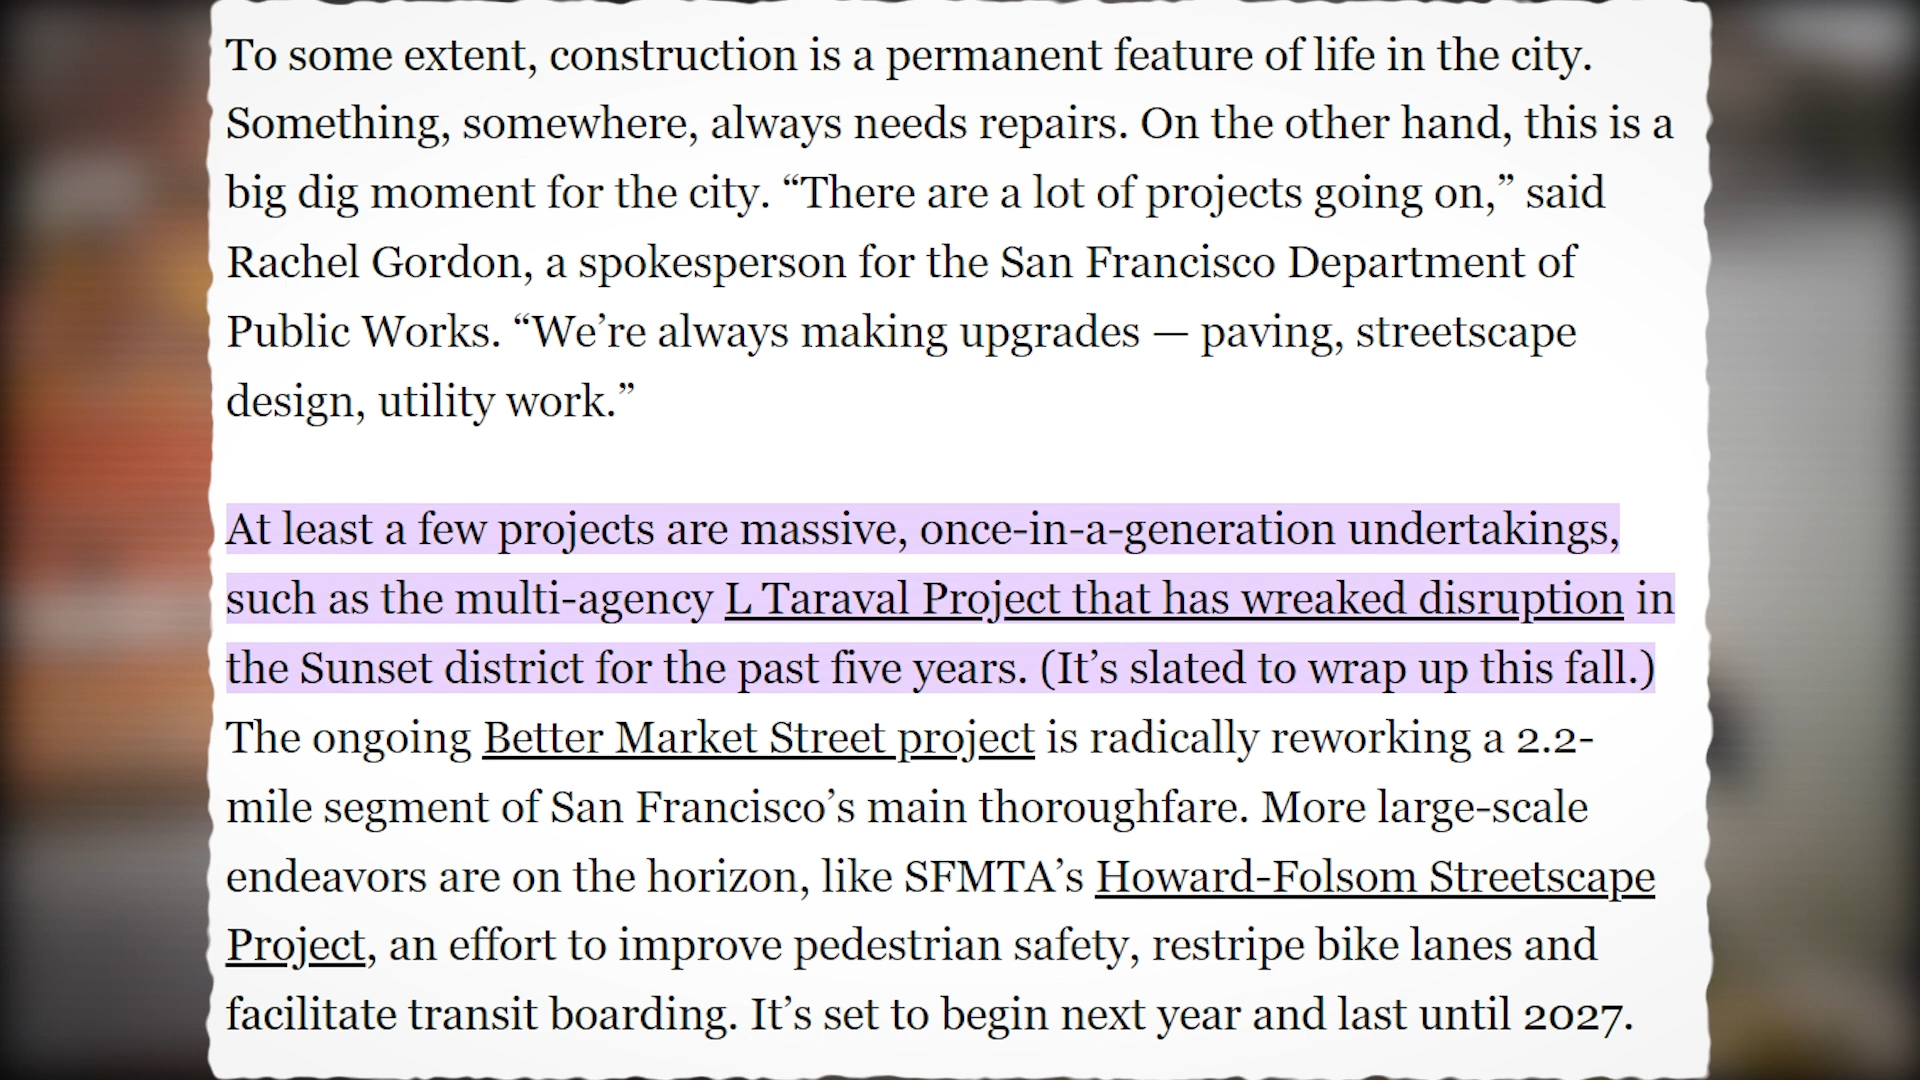 To some extent, construction is a permanent feature of life in the city.
Something, somewhere, always needs repairs. On the other hand, this is a
big dig moment for the city. “There are a lot of projects going on,” said
Rachel Gordon, a spokesperson for the San Francisco Department of
Public Works. “We’re always making upgrades — paving, streetscape
design, utility work.”
At least a few projects are massive, once-in-a-generation undertakings,
such as the multi-agency L Taraval Project that has wreaked disruption in
the Sunset district for the past five years. (It’s slated to wrap up this fall.)
The ongoing Better Market Street project is radically reworking a 2.2-
mile segment of San Francisco’s main thoroughfare. More large-scale
endeavors are on the horizon, like SFMTA’s Howard-Folsom Streetscape
Project, an effort to improve pedestrian safety, restripe bike lanes and
facilitate transit boarding. It’s set to begin next year and last until 2027.